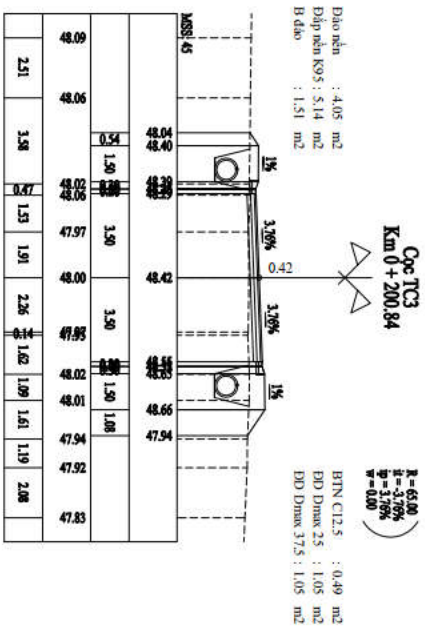 Cọc TC3
Km 0 + 200.84
Đào nền : 4.05 m2
Đắp nền K95 : 5.14 m2
B.đào : 1.51 m2
R = 65.00
it = -3.76%
ip = 3.76%
w = 0.00
BTN C12.5 : 0.49 m2
ĐD Dmax 25 : 1.05 m2
ĐD Dmax 37.5 : 1.05 m2
0.42
1% 3.76% 3.76% 1%
MSS: 45
48.04 48.40 48.42 48.66 47.94
0.54 1.50 3.50 3.50 1.50 1.08
48.09 48.06 48.02 48.06 47.97 48.00 48.02 48.01 47.94 47.92 47.83
2.51 3.58 0.47 1.53 1.91 2.26 0.14 1.62 1.09 1.61 1.19 2.08